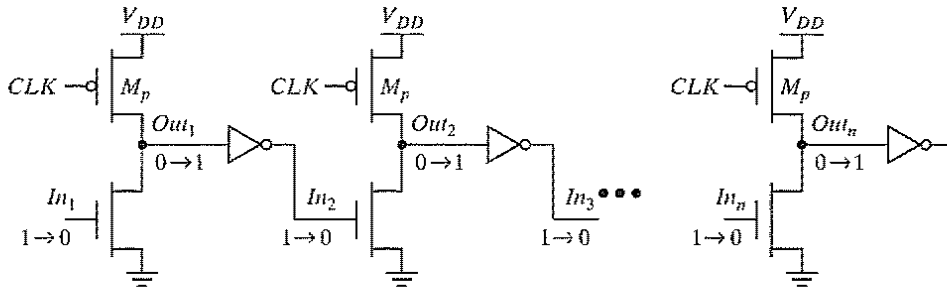 V_DD V_DD V_DD
CLK M_p CLK M_p CLK M_p
Out_1 Out_2 Out_n
0→1 0→1 0→1
In_1 In_2 In_3 In_n
1→0 1→0 1→0 1→0